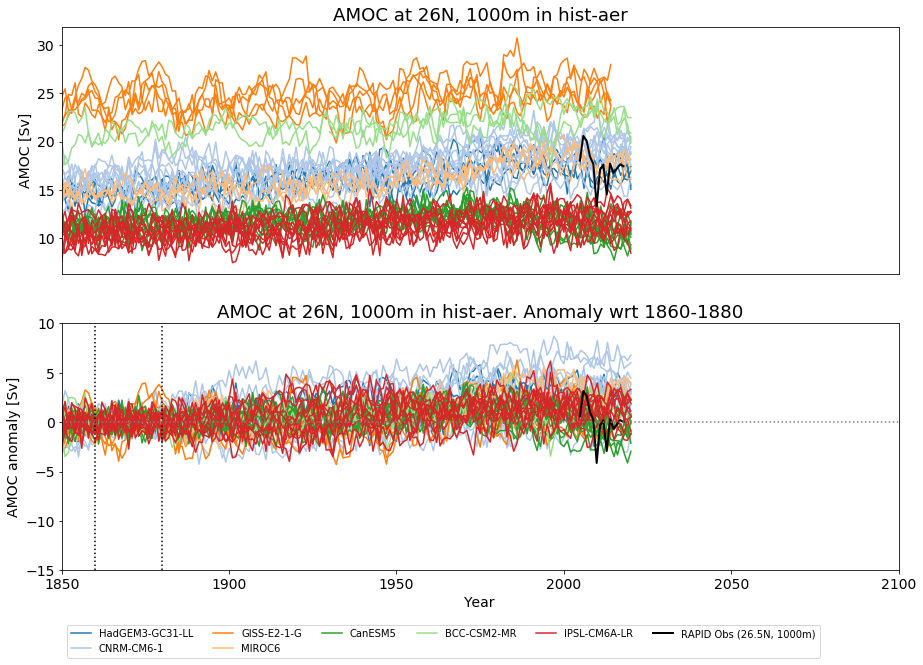 AMOC at 26N, 1000m in hist-aer
30
25
20
15
10
AMOC [Sv]
AMOC at 26N, 1000m in hist-aer. Anomaly wrt 1860-1880
10
5
0
−5
−10
−15
AMOC anomaly [Sv]
1850 1900 1950 2000 2050 2100
Year
HadGEM3-GC31-LL GISS-E2-1-G CanESM5 BCC-CSM2-MR IPSL-CM6A-LR RAPID Obs (26.5N, 1000m)
CNRM-CM6-1 MIROC6